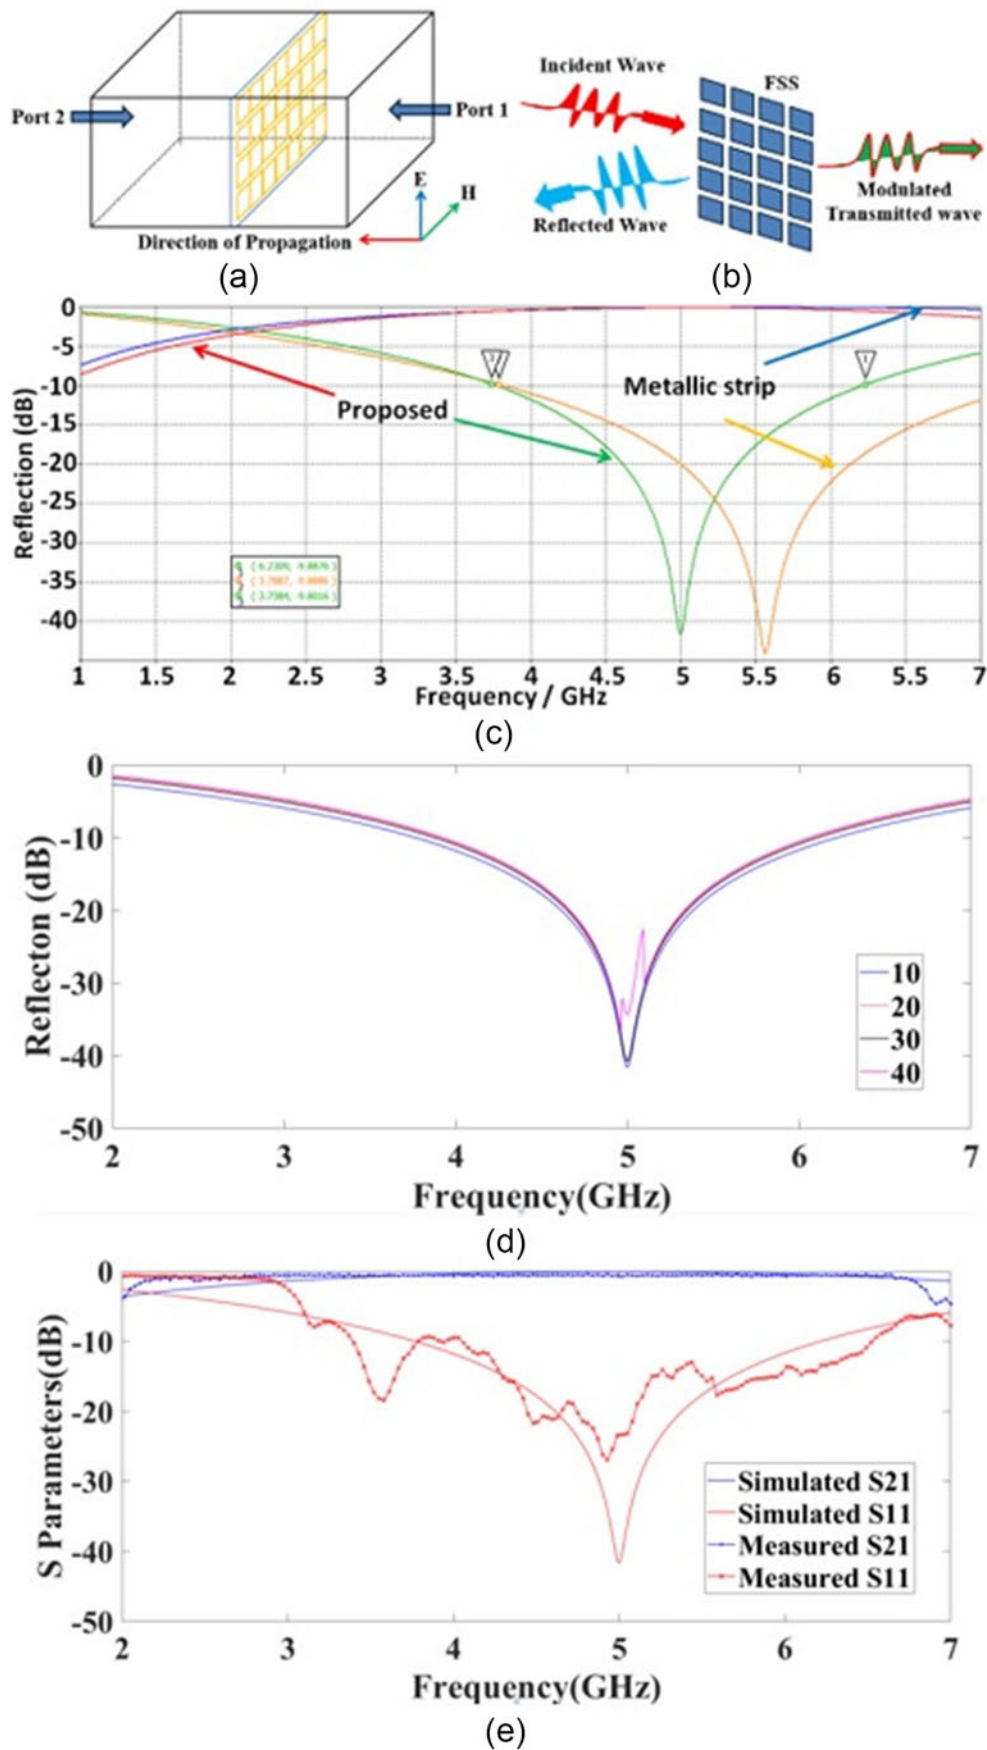 Port 2
Port 1
E
H
Direction of Propagation
(a)
Incident Wave
FSS
Reflected Wave
Modulated
Transmitted wave
(b)
Reflection (dB)
0
-5
-10
-15
-20
-25
-30
-35
-40
Proposed
Metallic strip
1
1 1.5 2 2.5 3 3.5 4 4.5 5 5.5 6 5.5 7
Frequency / GHz
(c)
Reflecton (dB)
0
-10
-20
-30
-40
-50
10
20
30
40
2 3 4 5 6 7
Frequency(GHz)
(d)
S Parameters(dB)
0
-10
-20
-30
-40
-50
Simulated S21
Simulated S11
Measured S21
Measured S11
2 3 4 5 6 7
Frequency(GHz)
(e)